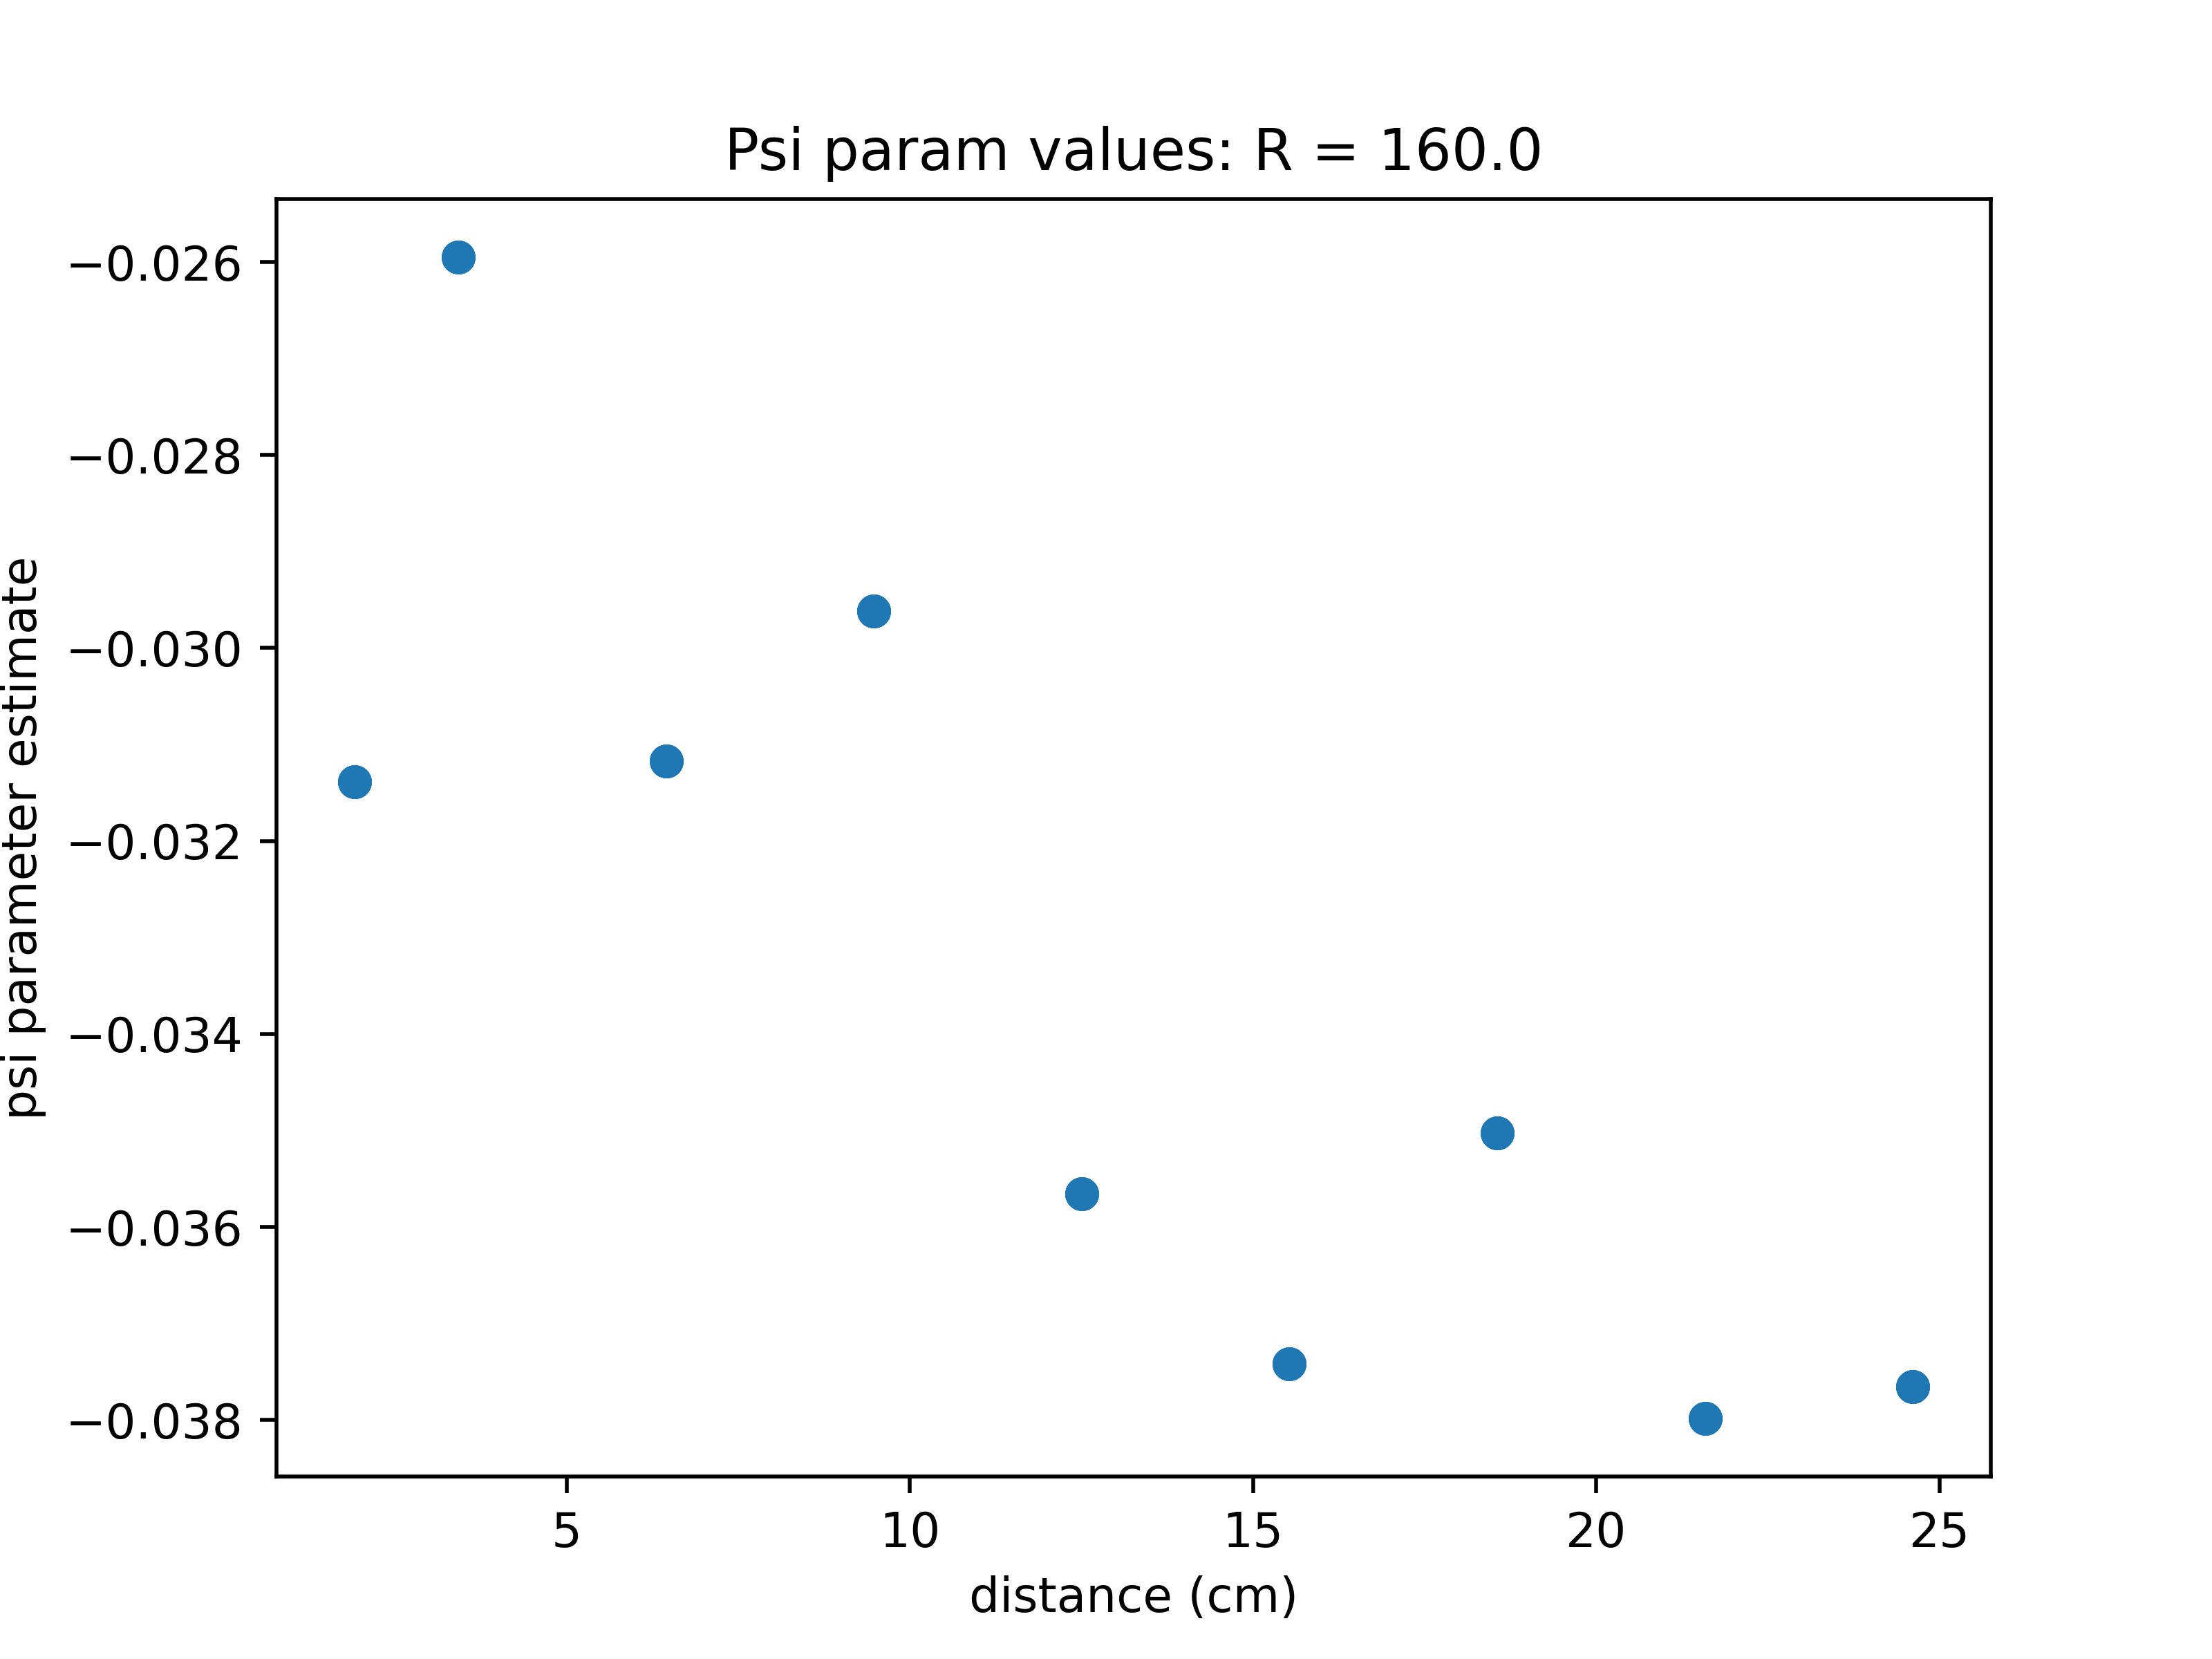 Psi param values: R = 160.0
−0.026
−0.028
−0.030
−0.032
−0.034
−0.036
−0.038
psi parameter estimate
5 10 15 20 25
distance (cm)